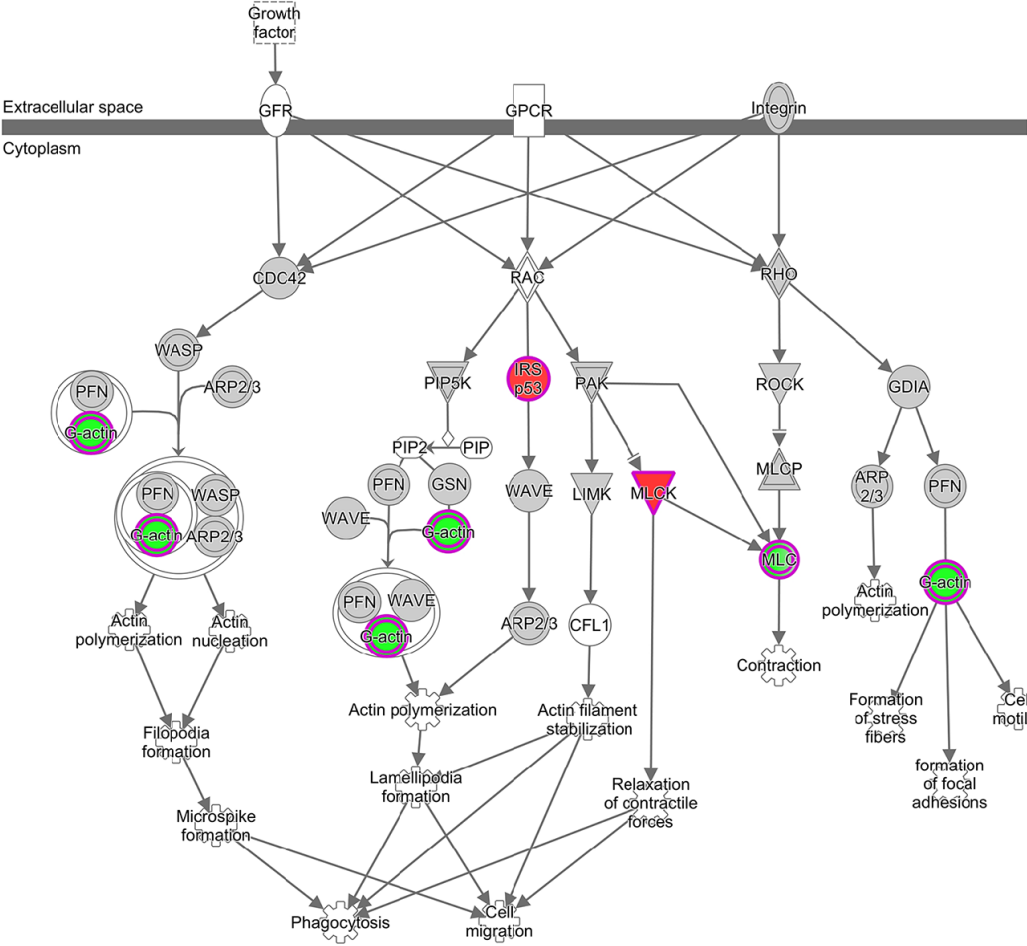 Growth
factor
Extracellular space
GFR
GPCR
Integrin
Cytoplasm
CDC42
RAC
RHO
WASP
PFN
ARP2/3
G-actin
PIP5K
IRS
p53
PAK
ROCK
GDIA
PIP2
PIP
MLCP
PFN
WASP
G-actin
ARP2/3
PFN
GSN
WAVE
G-actin
WAVE
LIMK
MLCK
ARP
2/3
PFN
MLC
G-actin
PFN
WAVE
G-actin
ARP2/3
CFL1
Actin
polymerization
Actin
polymerization
Actin
nucleation
Contraction
Filopodia
formation
Actin polymerization
Actin filament
stabilization
Formation
of stress
fibers
Cel
motil
Lamellipodia
formation
Relaxation
of contractile
forces
formation
of focal
adhesions
Microspike
formation
Phagocytosis
Cell
migration